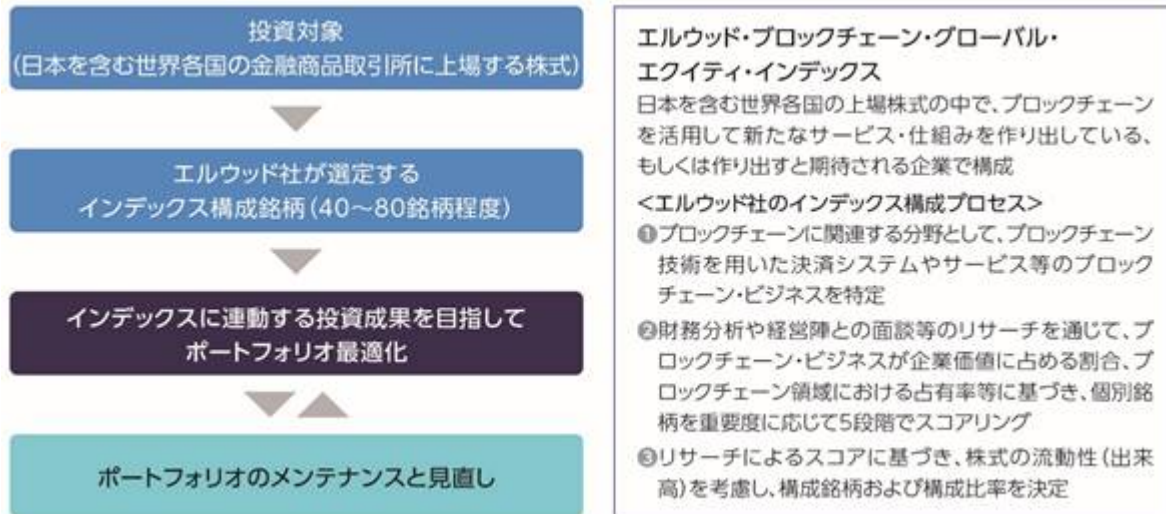 投資対象
(日本を含む世界各国の金融商品取引所に上場する株式)
エルウッド社が選定する
インデックス構成銘柄(40～80銘柄程度)
インデックスに連動する投資成果を目指して
ポートフォリオ最適化
ポートフォリオのメンテナンスと見直し
エルウッド・ブロックチェーン・グローバル・
エクイティ・インデックス
日本を含む世界各国の上場株式の中で、ブロックチェーン
を活用して新たなサービス・仕組みを作り出している、
もしくは作り出すと期待される企業で構成
<エルウッド社のインデックス構成プロセス>
❶ブロックチェーンに関連する分野として、ブロックチェーン
技術を用いた決済システムやサービス等のブロック
チェーン・ビジネスを特定
❷財務分析や経営陣との面談等のリサーチを通じて、ブ
ロックチェーン・ビジネスが企業価値に占める割合、ブ
ロックチェーン領域における占有率等に基づき、個別銘
柄を重要度に応じて5段階でスコアリング
❸リサーチによるスコアに基づき、株式の流動性(出来
高)を考慮し、構成銘柄および構成比率を決定